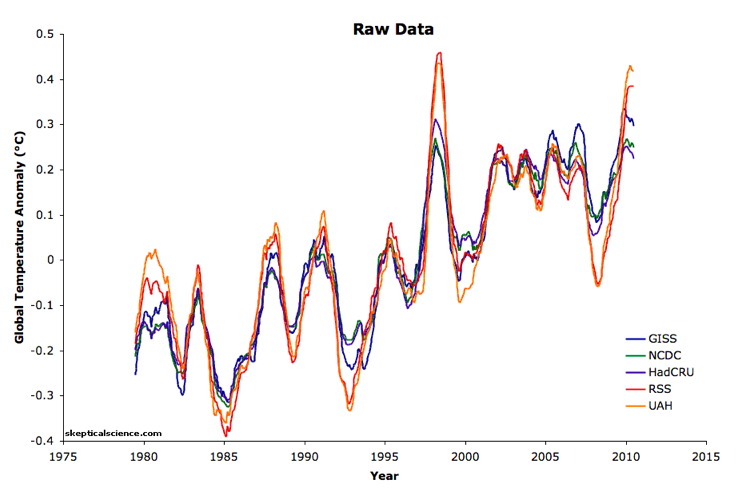 Raw Data
Global Temperature Anomaly (°C)
0.5
0.4
0.3
0.2
0.1
0
-0.1
-0.2
-0.3
-0.4
GISS
NCDC
HadCRU
RSS
UAH
skepticalscience.com
1975
1980
1985
1990
1995
2000
2005
2010
2015
Year